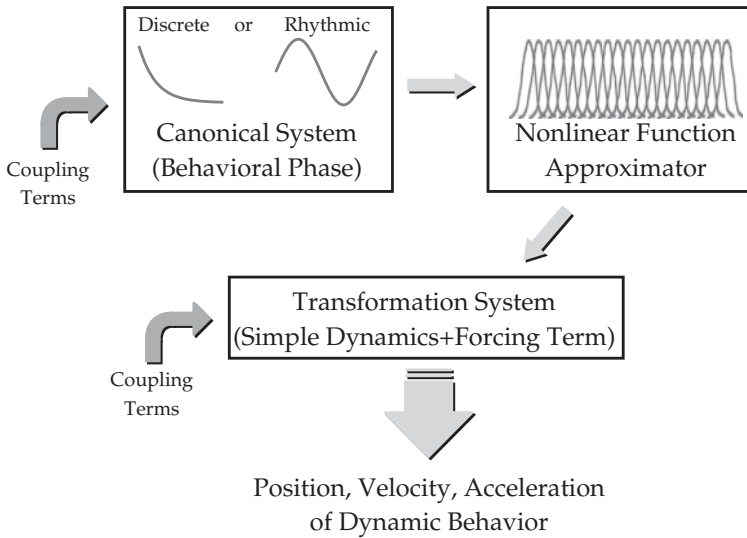 Discrete or Rhythmic
Canonical System
(Behavioral Phase)
Nonlinear Function
Approximator
Coupling
Terms
Transformation System
(Simple Dynamics+Forcing Term)
Coupling
Terms
Position, Velocity, Acceleration
of Dynamic Behavior